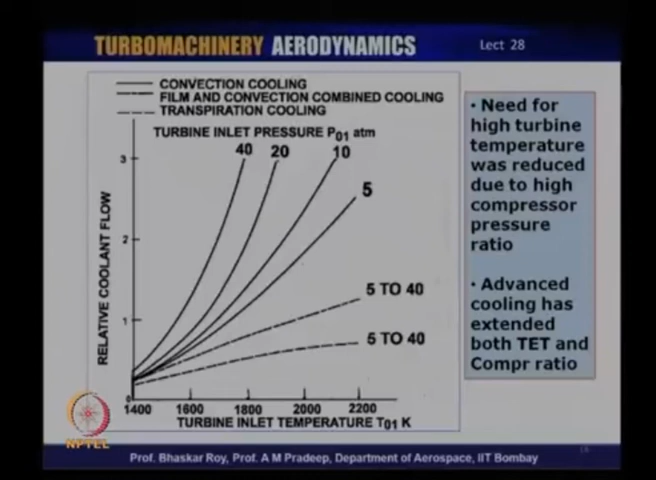 TURBOMACHINERY AERODYNAMICS
Lect 28
CONVECTION COOLING
FILM AND CONVECTION COMBINED COOLING
TRANSPIRATION COOLING
TURBINE INLET PRESSURE P01 atm
40 20 10
5
3
2
1
0
5 TO 40
5 TO 40
RELATIVE COOLANT FLOW
1400 1600 1800 2000 2200
TURBINE INLET TEMPERATURE T01 K
• Need for
high turbine
temperature
was reduced
due to high
compressor
pressure
ratio
• Advanced
cooling has
extended
both TET and
Compr ratio
NPTEL
Prof. Bhaskar Roy, Prof. A M Pradeep, Department of Aerospace, IIT Bombay